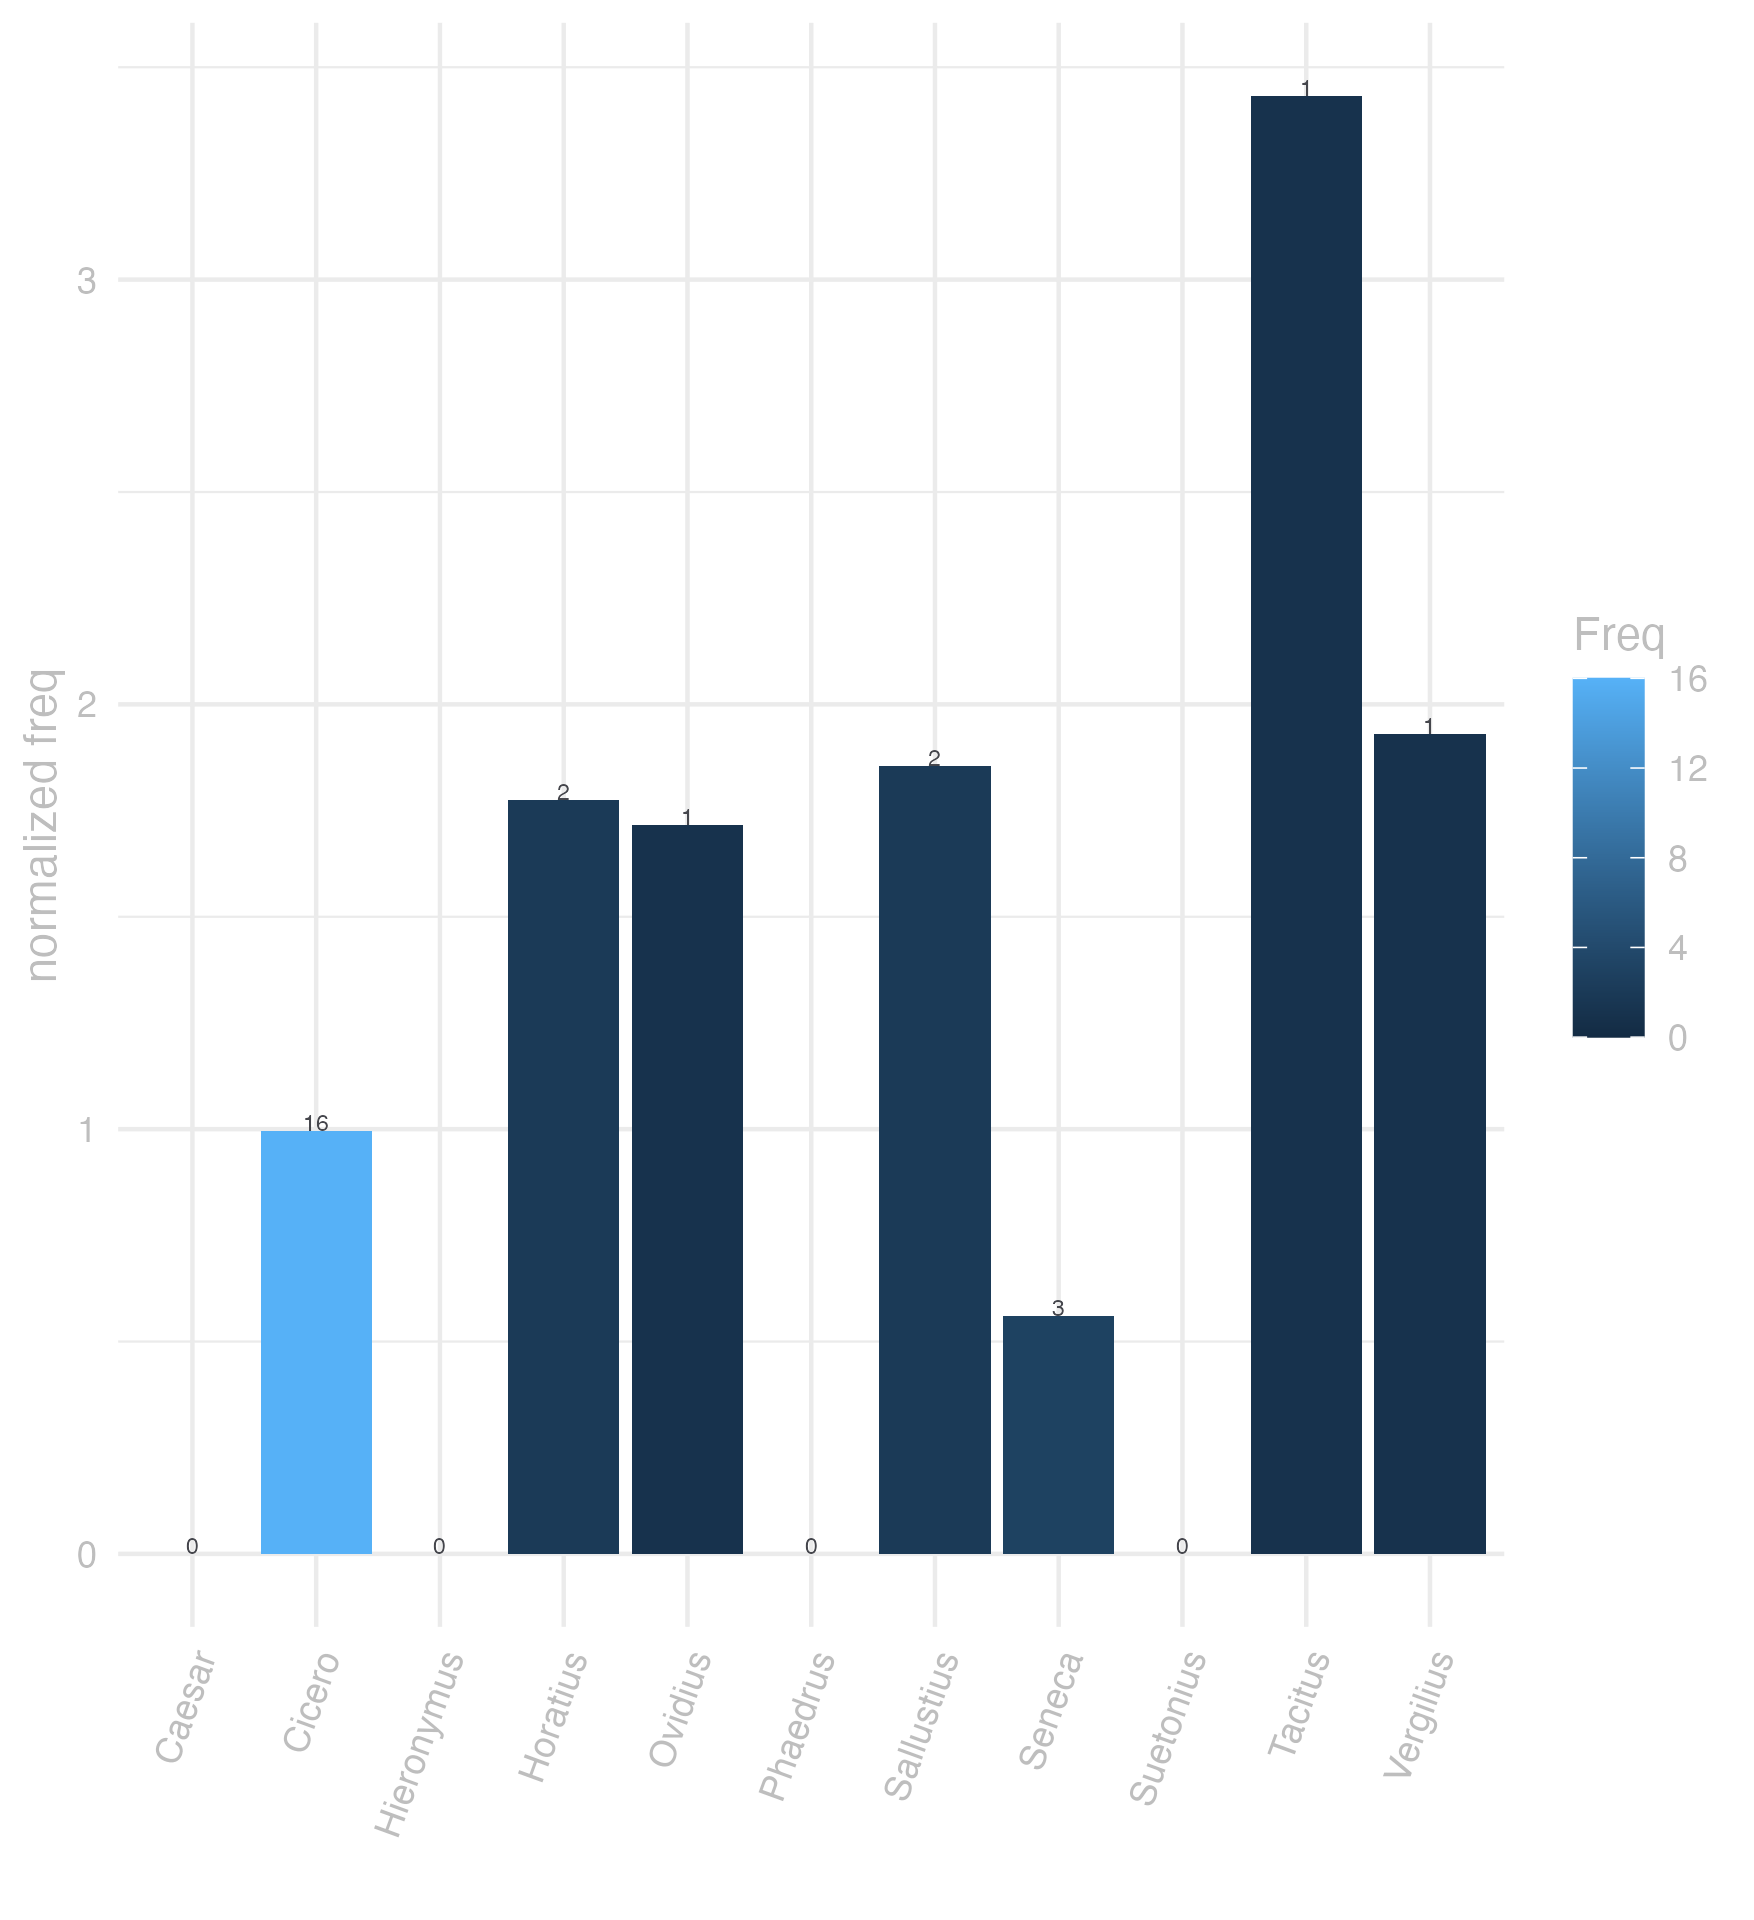 normalized freq
3
2
1
0
0
16
0
2
1
0
2
3
0
1
1
Caesar
Cicero
Hieronymus
Horatius
Ovidius
Phaedrus
Sallustius
Seneca
Suetonius
Tacitus
Vergilius
Freq
16
12
8
4
0